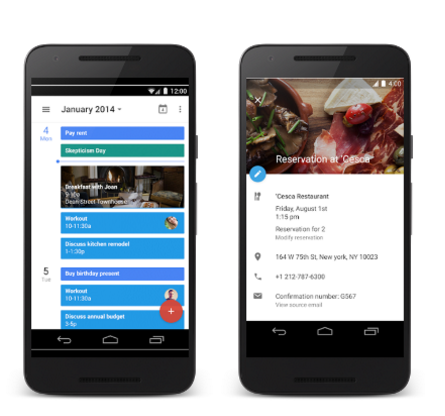 12:00
January 2014
4
Mon
Pay rent
Skepticism Day
Breakfast with Joan
Dean Street Townhouse
Workout
10-11:30a
Discuss kitchen remodel
1-1:30p
5
Tue
Buy birthday present
Workout
10-11:30a
Discuss annual budget
3-5p
4:00
Reservation at 'Cesca
'Cesca Restaurant
Friday, August 1st
1:15 pm
Reservation for 2
Modify reservation
164 W 75th St, New york, NY 10023
+1 212-787-6300
Confirmation number: G567
View source email